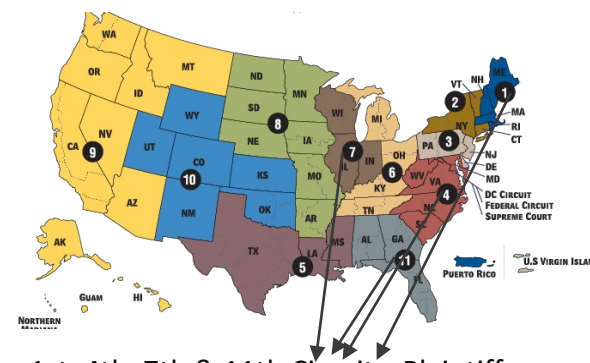 WA
MT
ND
MN
OR
ID
SD
WI
MI
VT
NH
ME
1
2
NY
MA
RI
CT
WY
8
7
3
PA
NV
NE
IA
IN
OH
NJ
CA
9
UT
CO
10
KS
MO
6
KY
WV
VA
4
DE
MD
DC CIRCUIT
FEDERAL CIRCUIT
SUPREME COURT
AZ
NM
OK
AR
TN
NC
SC
TX
LA
MS
AL
GA
5
11
FL
AK
GUAM
HI
NORTHERN
PUERTO RICO
U.S VIRGIN